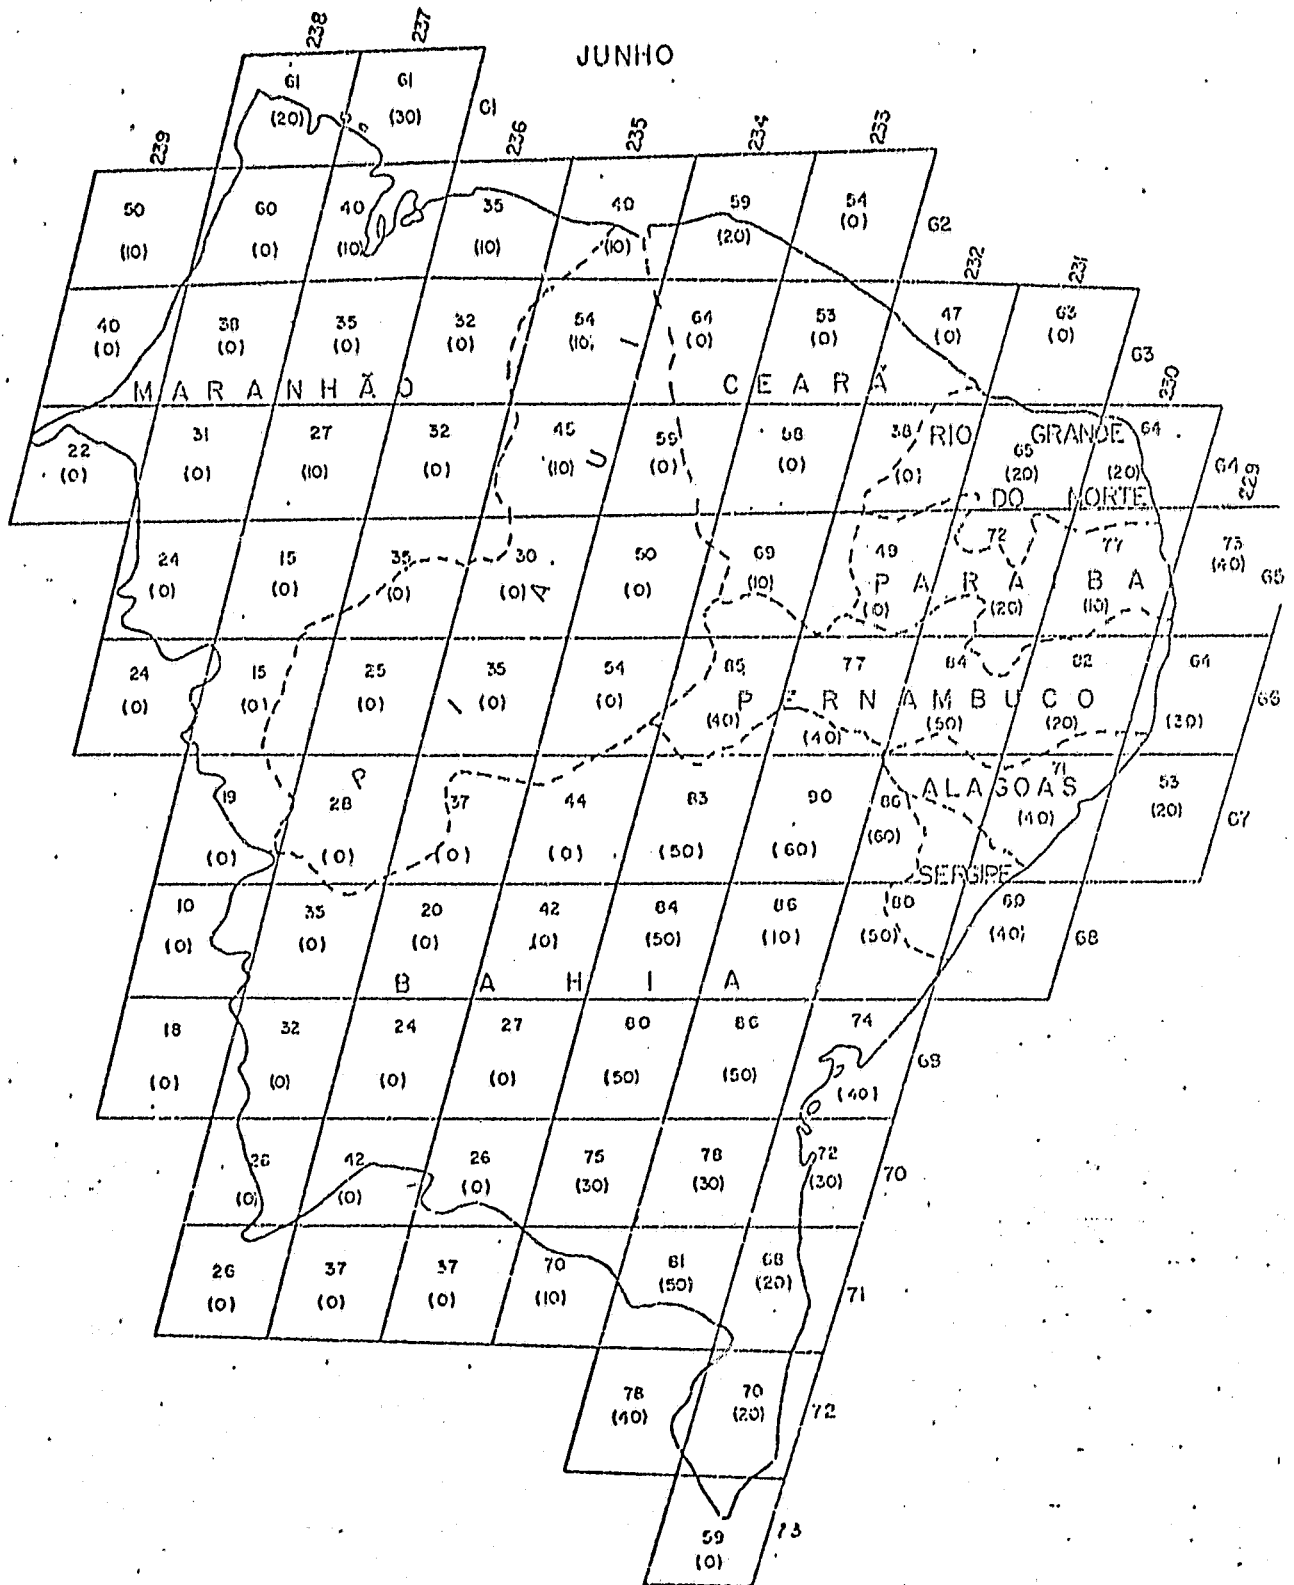 JUNHO
238 237
61 61
(20) (30) 61
239 236 235 234 233
50 60 40 35 40 59 54
(10) (0) (10) (10) (10) (20) (0) 62
232 231
40 38 35 32 54 64 53 47 63
(0) (0) (0) (0) (10) (0) (0) (0) (0) 63
MARANHÃO CEARÁ
230
31 27 32 45 59 68 38 RIO GRANDE 64
22 65
(0) (0) (10) (0) (10) (0) (0) (0) (20) (20) 64
DO NORTE 229
24 15 35 30 50 69 49 72 77 73
(0) (0) (0) (0) (0) (10) (0) (20) (10) (40) 65
PARAIBA
24 15 25 35 54 85 77 84 82 64
(0) (0) (0) (0) (0) (40) (40) (50) (20) (30) 66
PERNAMBUCO
PIAUI
19 28 37 44 83 90 86 71 53
ALAGOAS
(0) (0) (0) (0) (50) (60) (60) (40) (20) 67
SERGIPE
10 35 20 42 84 86 80 69
(0) (0) (0) (0) (50) (10) (50) (40) 68
BAHIA
18 32 24 27 80 86 74
(0) (0) (0) (0) (50) (50) (40) 69
42 26 75 78 72
(0) (0) (0) (30) (30) (30) 70
26 37 37 70 81 68
(0) (0) (0) (10) (50) (20) 71
78 70
(40) (20) 72
59 73
(0)